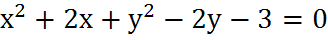 x² + 2x + y² − 2y − 3 = 0